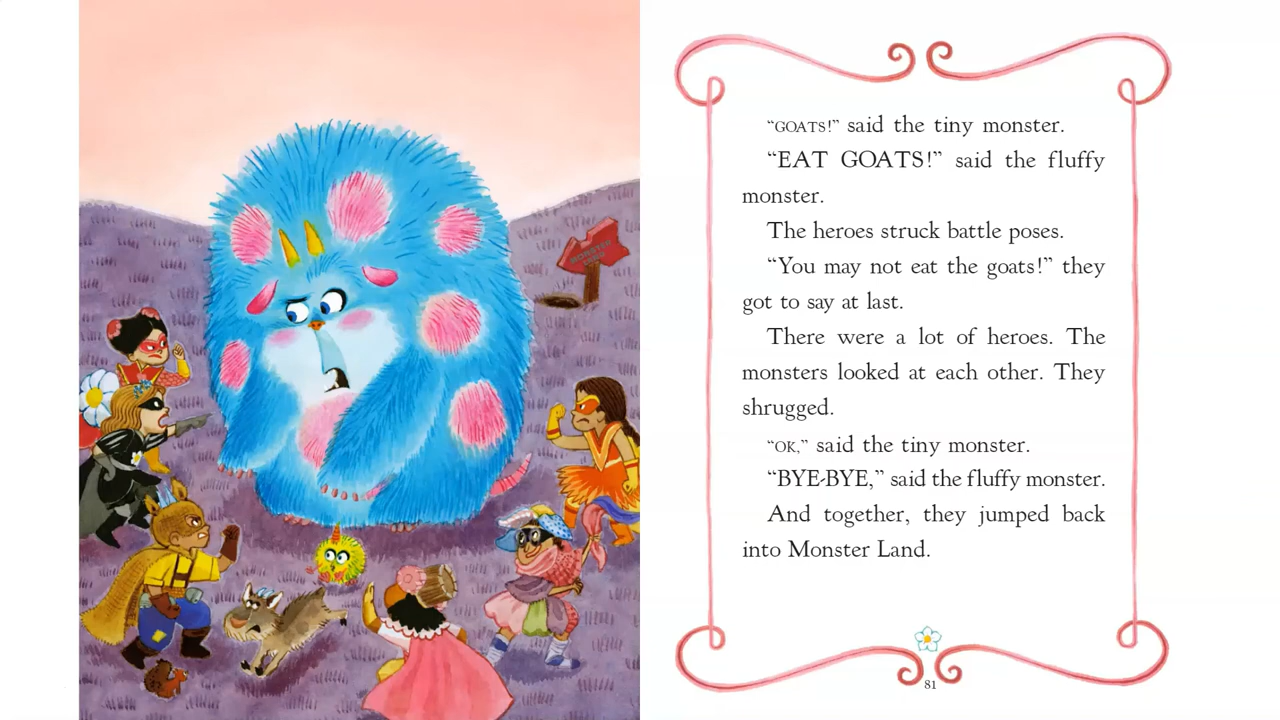 MONSTER
LAND
“GOATS!” said the tiny monster.
“EAT GOATS!” said the fluffy
monster.
The heroes struck battle poses.
“You may not eat the goats!” they
got to say at last.
There were a lot of heroes. The
monsters looked at each other. They
shrugged.
“OK,” said the tiny monster.
“BYE-BYE,” said the fluffy monster.
And together, they jumped back
into Monster Land.
81